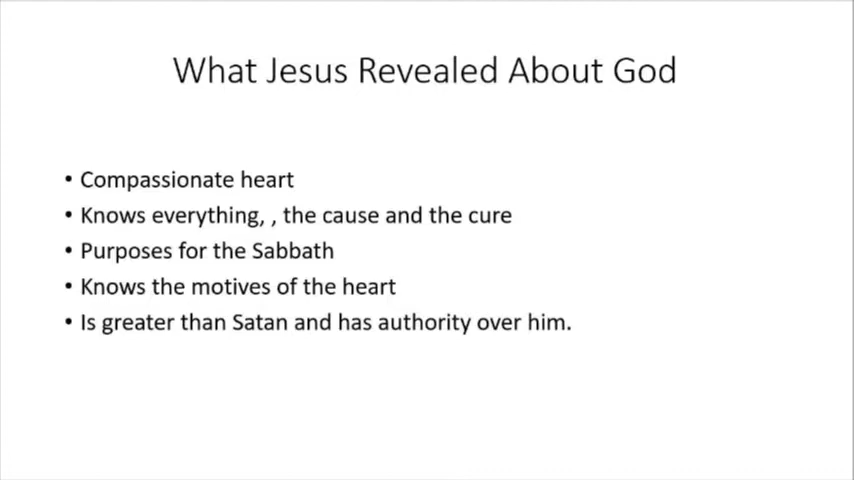 What Jesus Revealed About God
• Compassionate heart
• Knows everything, , the cause and the cure
• Purposes for the Sabbath
• Knows the motives of the heart
• Is greater than Satan and has authority over him.